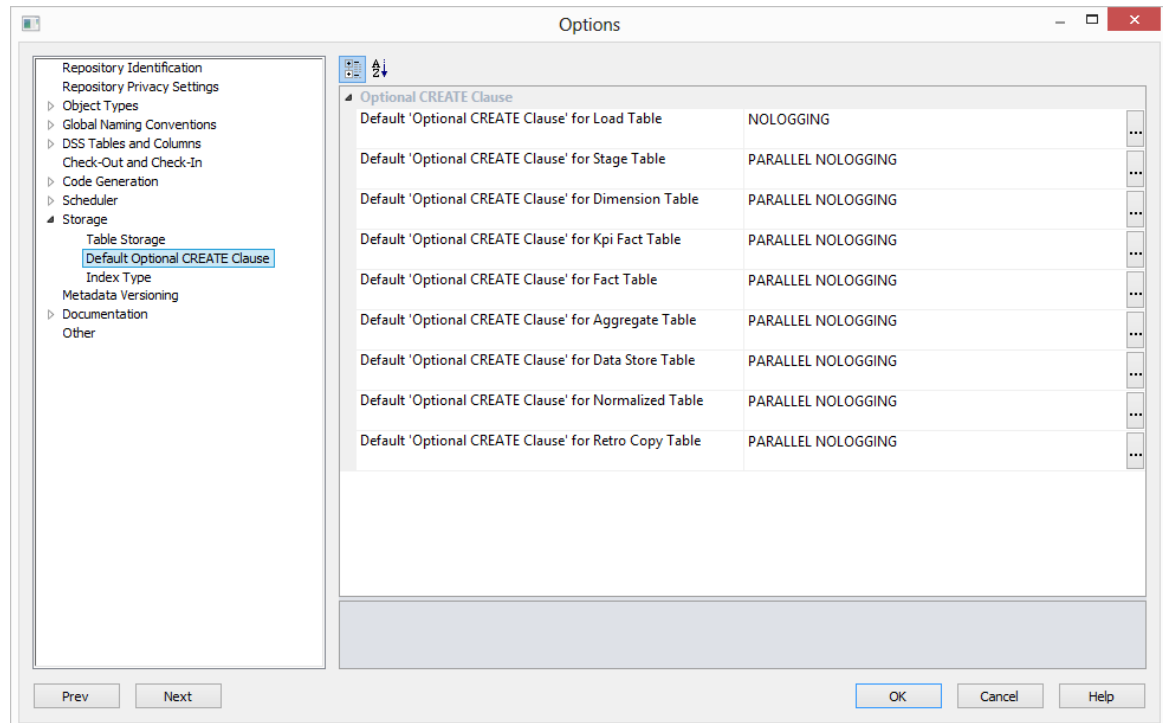 Options
Repository Identification
Repository Privacy Settings
Object Types
Global Naming Conventions
DSS Tables and Columns
Check-Out and Check-In
Code Generation
Scheduler
Storage
Table Storage
Default Optional CREATE Clause
Index Type
Metadata Versioning
Documentation
Other
Optional CREATE Clause
Default 'Optional CREATE Clause' for Load Table NOLOGGING ...
Default 'Optional CREATE Clause' for Stage Table PARALLEL NOLOGGING ...
Default 'Optional CREATE Clause' for Dimension Table PARALLEL NOLOGGING ...
Default 'Optional CREATE Clause' for Kpi Fact Table PARALLEL NOLOGGING ...
Default 'Optional CREATE Clause' for Fact Table PARALLEL NOLOGGING ...
Default 'Optional CREATE Clause' for Aggregate Table PARALLEL NOLOGGING ...
Default 'Optional CREATE Clause' for Data Store Table PARALLEL NOLOGGING ...
Default 'Optional CREATE Clause' for Normalized Table PARALLEL NOLOGGING ...
Default 'Optional CREATE Clause' for Retro Copy Table PARALLEL NOLOGGING ...
Prev Next OK Cancel Help